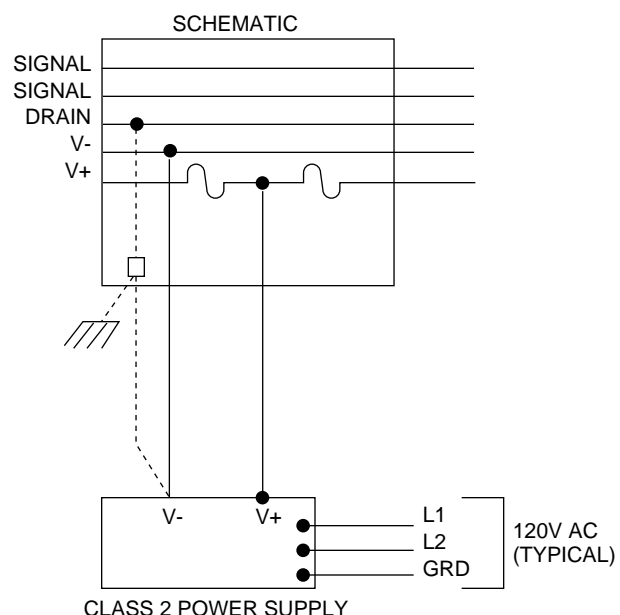 SCHEMATIC
SIGNAL
SIGNAL
DRAIN
V-
V+
V-
V+
L1
L2
GRD
120V AC
(TYPICAL)
CLASS 2 POWER SUPPLY